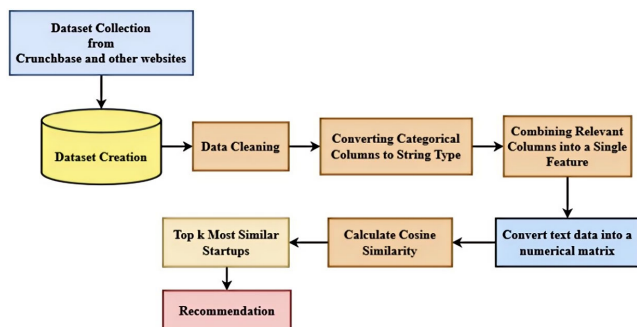 Dataset Collection
from
Crunchbase and other websites
Dataset Creation
Data Cleaning
Converting Categorical
Columns to String Type
Combining Relevant
Columns into a Single
Feature
Convert text data into a
numerical matrix
Calculate Cosine
Similarity
Top k Most Similar
Startups
Recommendation